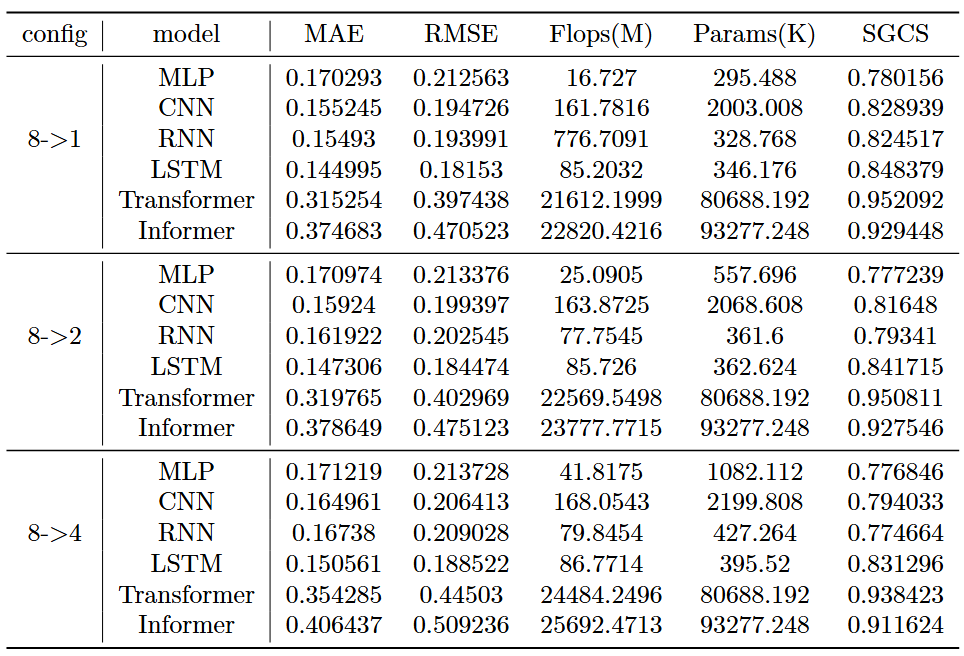 config model MAE RMSE Flops(M) Params(K) SGCS
MLP 0.170293 0.212563 16.727 295.488 0.780156
CNN 0.155245 0.194726 161.7816 2003.008 0.828939
8->1 RNN 0.15493 0.193991 776.7091 328.768 0.824517
LSTM 0.144995 0.18153 85.2032 346.176 0.848379
Transformer 0.315254 0.397438 21612.1999 80688.192 0.952092
Informer 0.374683 0.470523 22820.4216 93277.248 0.929448
MLP 0.170974 0.213376 25.0905 557.696 0.777239
CNN 0.15924 0.199397 163.8725 2068.608 0.81648
8->2 RNN 0.161922 0.202545 77.7545 361.6 0.79341
LSTM 0.147306 0.184474 85.726 362.624 0.841715
Transformer 0.319765 0.402969 22569.5498 80688.192 0.950811
Informer 0.378649 0.475123 23777.7715 93277.248 0.927546
MLP 0.171219 0.213728 41.8175 1082.112 0.776846
CNN 0.164961 0.206413 168.0543 2199.808 0.794033
8->4 RNN 0.16738 0.209028 79.8454 427.264 0.774664
LSTM 0.150561 0.188522 86.7714 395.52 0.831296
Transformer 0.354285 0.44503 24484.2496 80688.192 0.938423
Informer 0.406437 0.509236 25692.4713 93277.248 0.911624